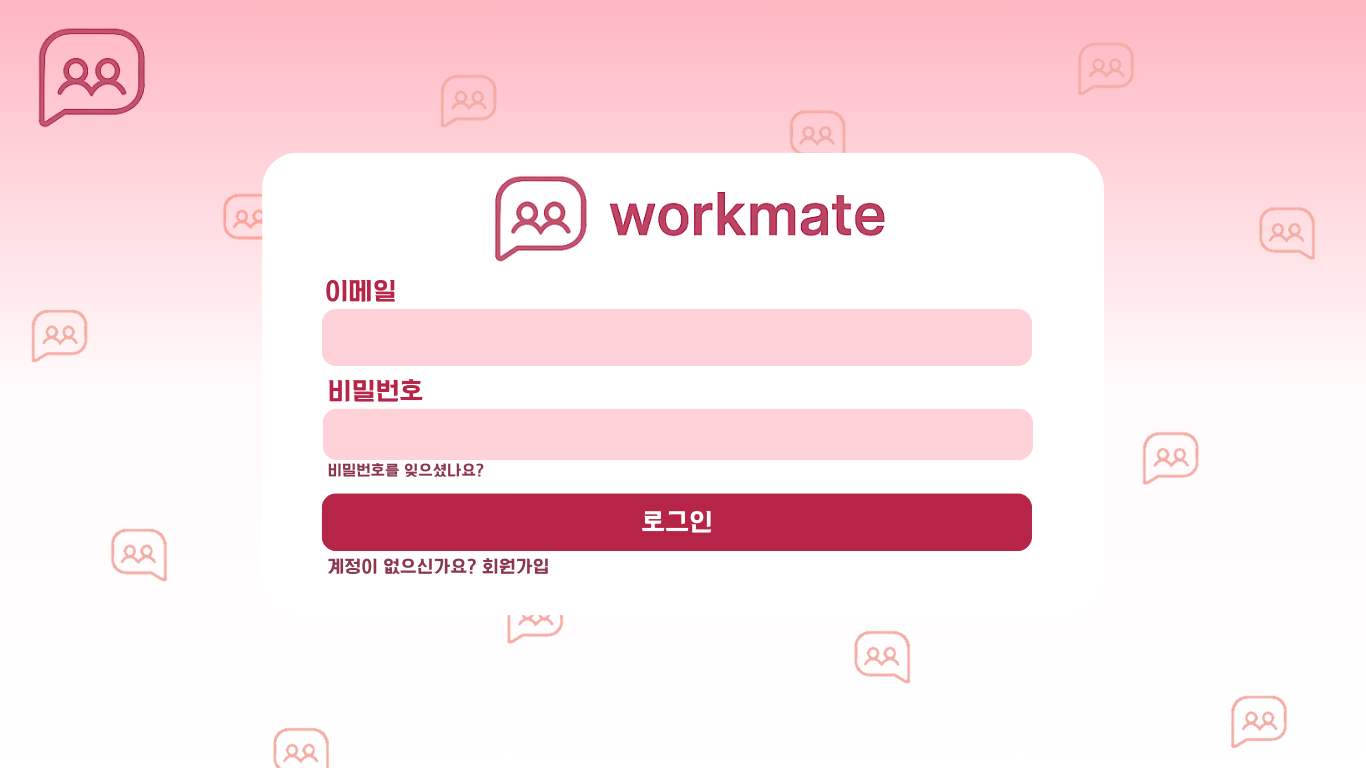 workmate
이메일
비밀번호
비밀번호를 잊으셨나요?
로그인
계정이 없으신가요? 회원가입